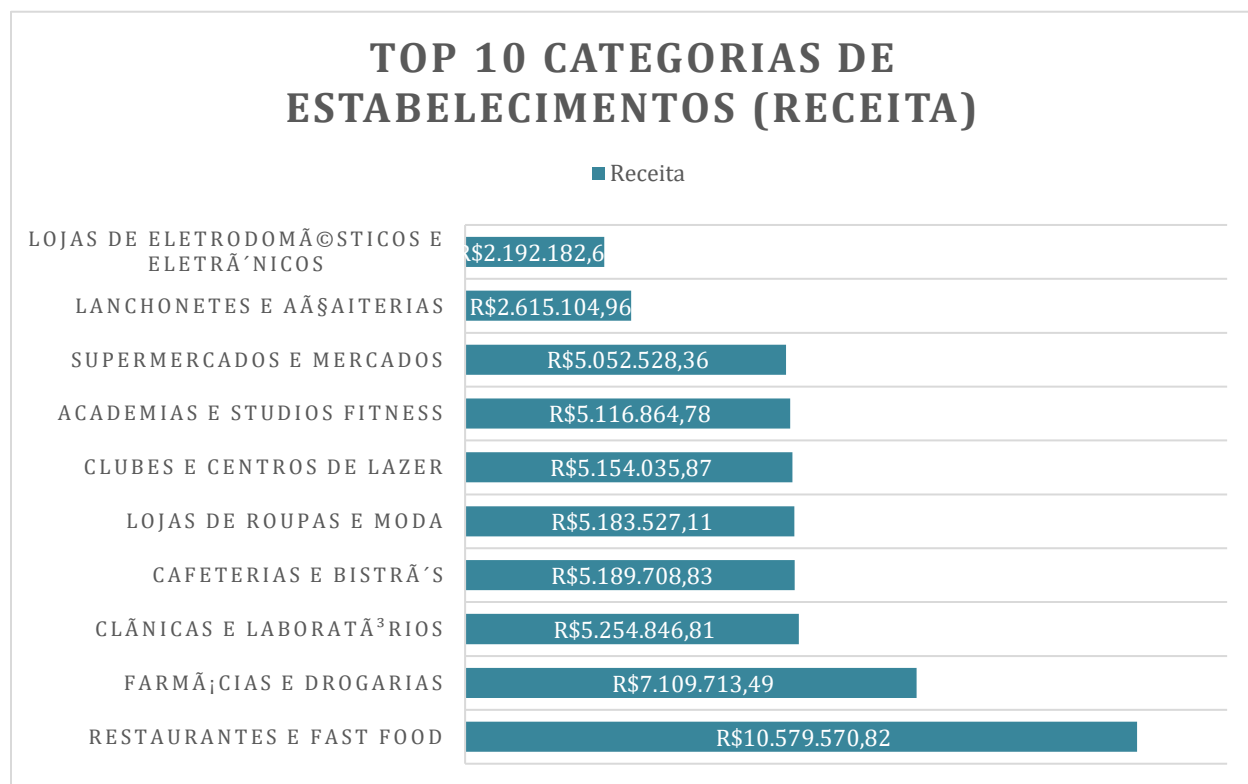 TOP 10 CATEGORIAS DE
ESTABELECIMENTOS (RECEITA)
Receita
LOJAS DE ELETRODOMÃ©STICOS E
ELETRÃ´NICOS
R$2.192.182,6
LANCHONETES E AÃ§AITERIAS
R$2.615.104,96
SUPERMERCADOS E MERCADOS
R$5.052.528,36
ACADEMIAS E STUDIOS FITNESS
R$5.116.864,78
CLUBES E CENTROS DE LAZER
R$5.154.035,87
LOJAS DE ROUPAS E MODA
R$5.183.527,11
CAFETERIAS E BISTRÃ´S
R$5.189.708,83
CLÃNICAS E LABORATÃ³RIOS
R$5.254.846,81
FARMÃ¡CIAS E DROGARIAS
R$7.109.713,49
RESTAURANTES E FAST FOOD
R$10.579.570,82